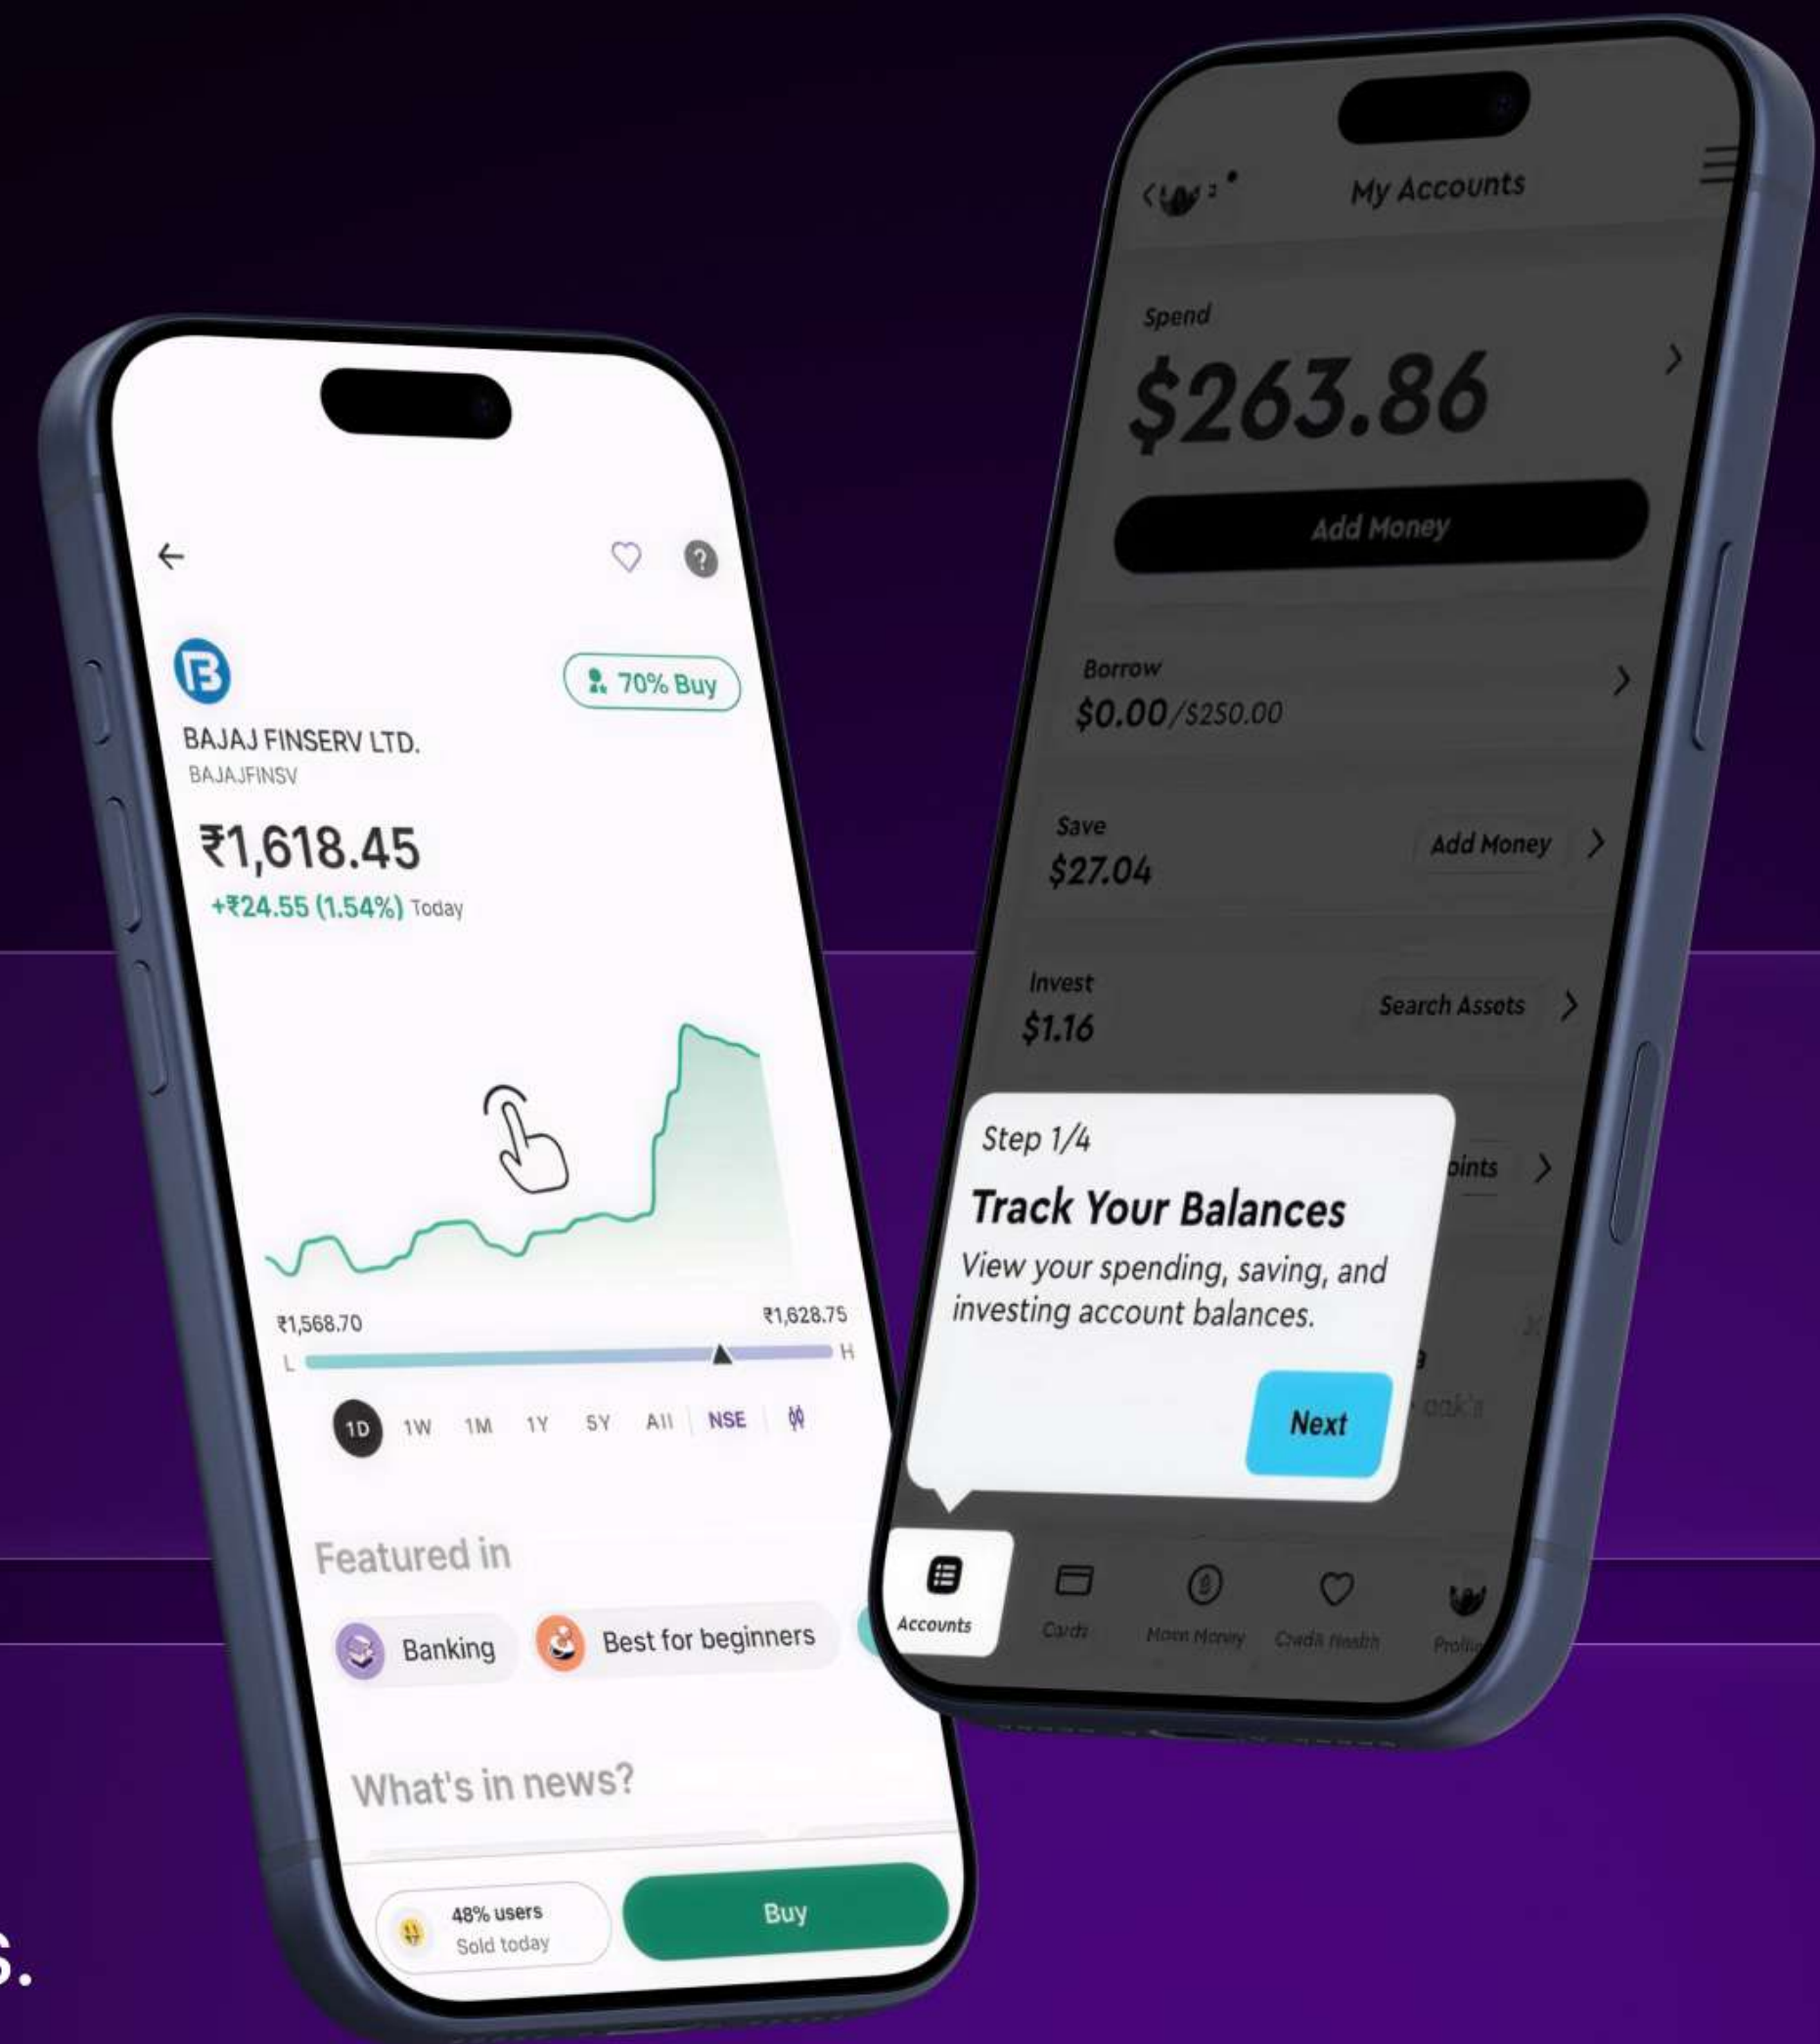 70% Buy
BAJAJ FINSERV LTD.
BAJAJFINSV
₹1,618.45
+₹24.55 (1.54%) Today
₹1,568.70
₹1,628.75
L
H
1D 1W 1M 1Y 5Y All NSE
Featured in
Banking
Best for beginners
What's in news?
48% users
Sold today
Buy
s.
My Accounts
Spend
$263.86
Add Money
Borrow
$0.00/$250.00
Save
$27.04
Add Money
Invest
$1.16
Search Assets
oints
Step 1/4
Track Your Balances
View your spending, saving, and
investing account balances.
Next
Accounts
Cards